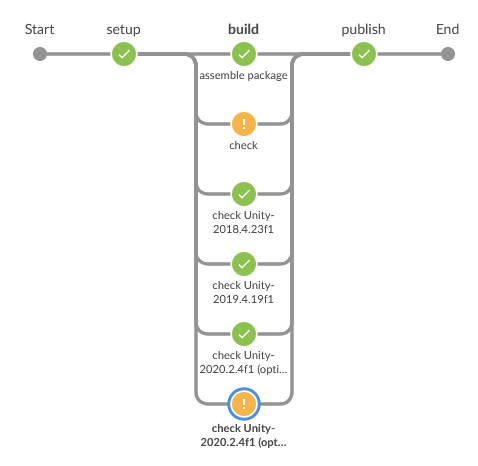 Start
setup
build
publish
End
assemble package
check
check Unity-
2018.4.23f1
check Unity-
2019.4.19f1
check Unity-
2020.2.4f1 (opti...
check Unity-
2020.2.4f1 (opt...